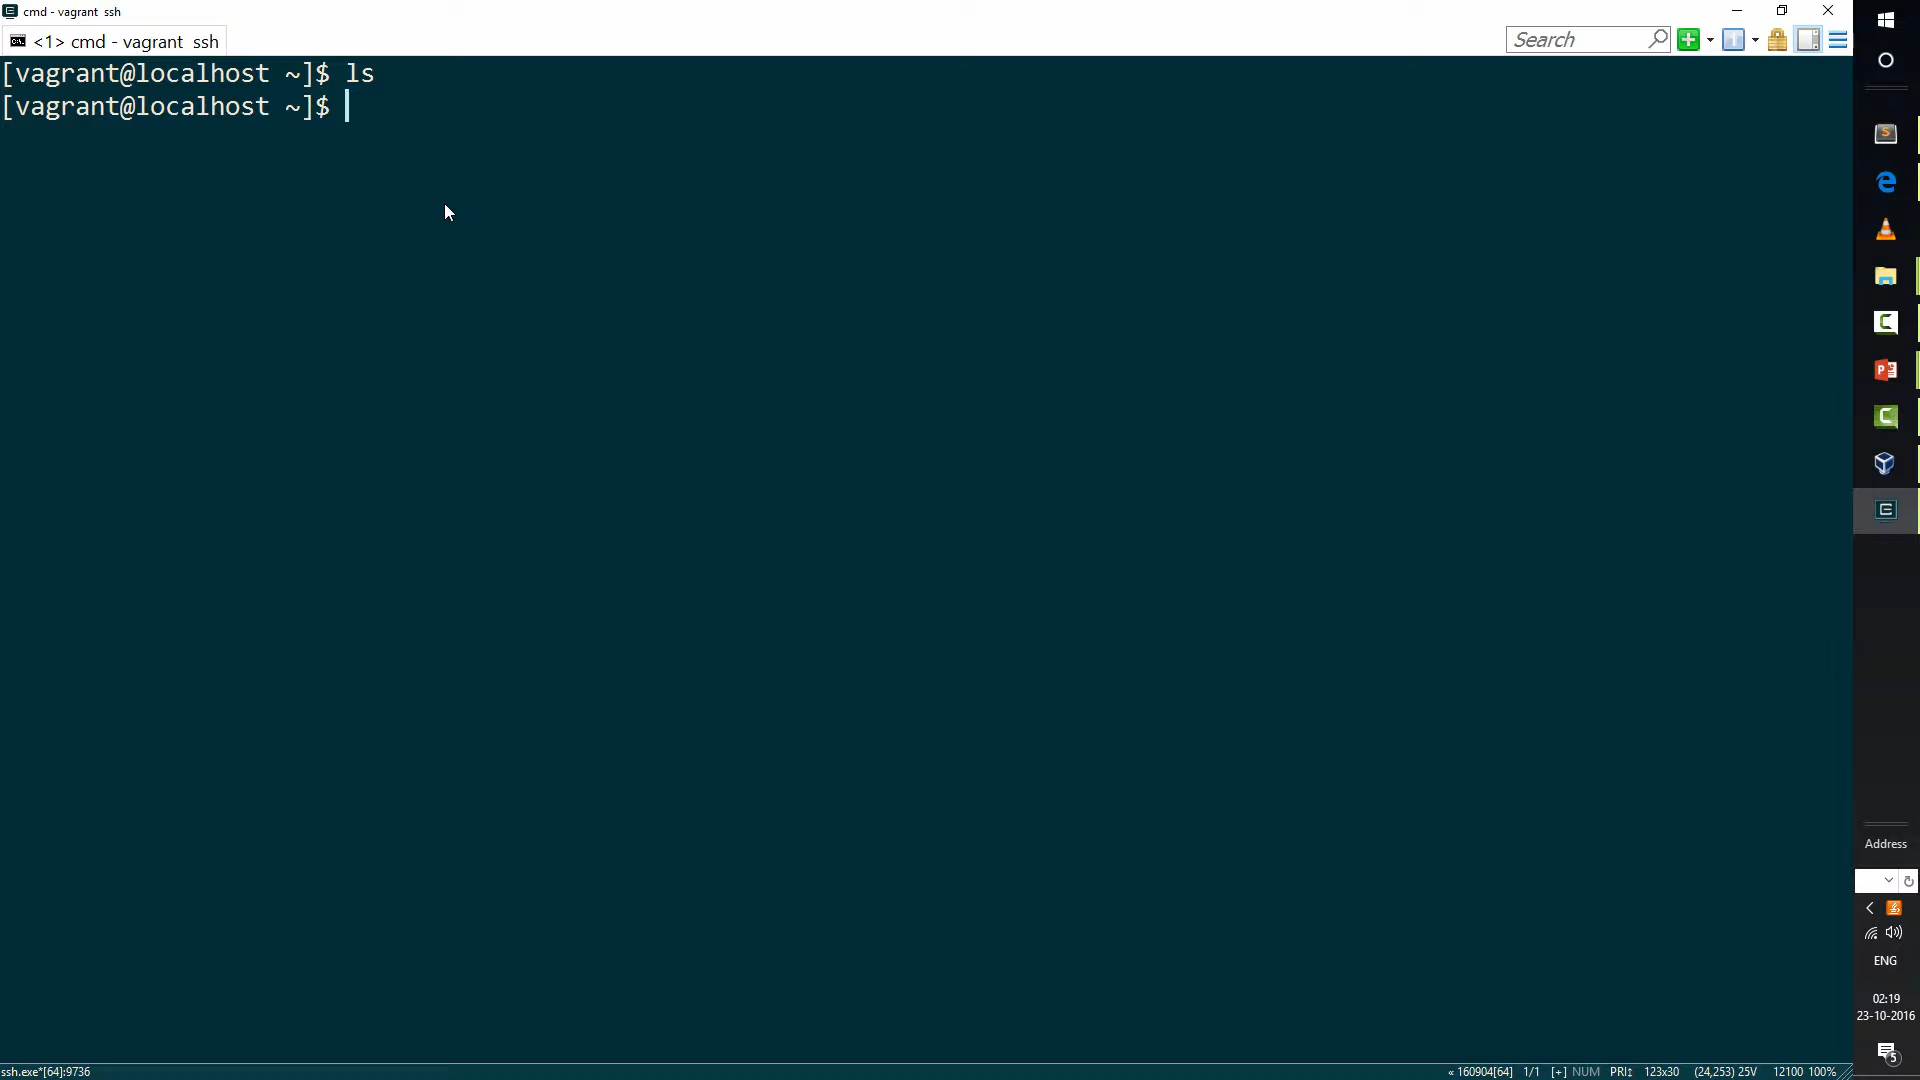 cmd - vagrant  ssh
<1> cmd - vagrant  ssh
Search
[vagrant@localhost ~]$ ls
[vagrant@localhost ~]$
Address
ENG
02:19
23-10-2016
5
ssh.exe*[64]:9736
« 160904[64]  1/1  [+] NUM  PRI↕  123x30  (24,253) 25V  12100 100%